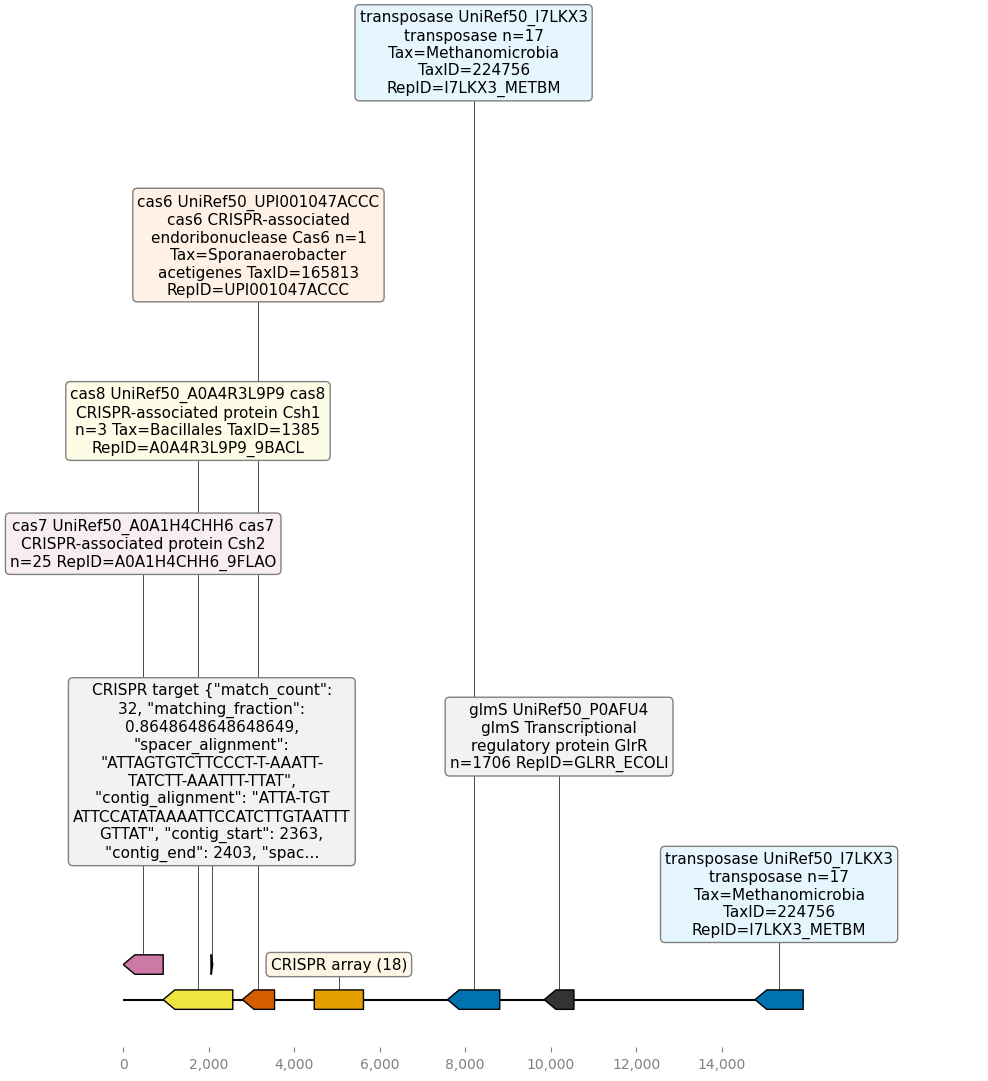 transposase UniRef50_I7LKX3
transposase n=17
Tax=Methanomicrobia
TaxID=224756
RepID=I7LKX3_METBM
cas6 UniRef50_UPI001047ACCC
cas6 CRISPR-associated
endoribonuclease Cas6 n=1
Tax=Sporanaerobacter
acetigenes TaxID=165813
RepID=UPI001047ACCC
cas8 UniRef50_A0A4R3L9P9 cas8
CRISPR-associated protein Csh1
n=3 Tax=Bacillales TaxID=1385
RepID=A0A4R3L9P9_9BACL
cas7 UniRef50_A0A1H4CHH6 cas7
CRISPR-associated protein Csh2
n=25 RepID=A0A1H4CHH6_9FLAO
CRISPR target {"match_count":
32, "matching_fraction":
0.8648648648648649,
"spacer_alignment":
"ATTAGTGTCTTCCCT-T-AAATT-
TATCTT-AAATTT-TTAT",
"contig_alignment": "ATTA-TGT
ATTCCATATAAAATTCCATCTTGTAATTT
GTTAT", "contig_start": 2363,
"contig_end": 2403, "spac...
glmS UniRef50_P0AFU4
glmS Transcriptional
regulatory protein GlrR
n=1706 RepID=GLRR_ECOLI
transposase UniRef50_I7LKX3
transposase n=17
Tax=Methanomicrobia
TaxID=224756
RepID=I7LKX3_METBM
CRISPR array (18)
0 2,000 4,000 6,000 8,000 10,000 12,000 14,000